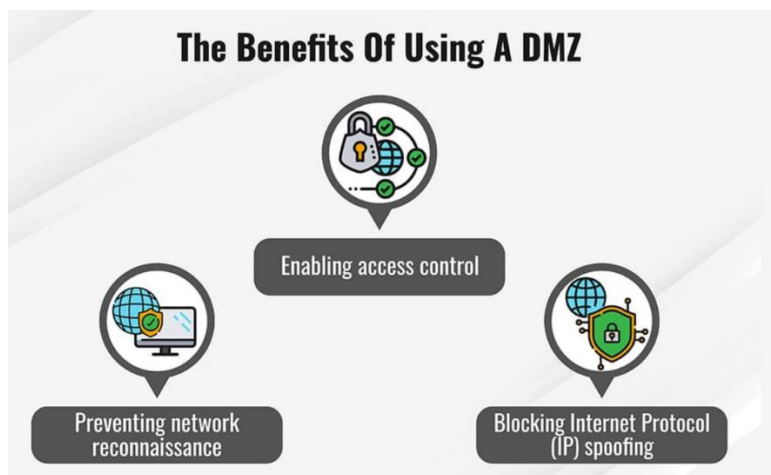 The Benefits Of Using A DMZ
Enabling access control
Preventing network
reconnaissance
Blocking Internet Protocol
(IP) spoofing